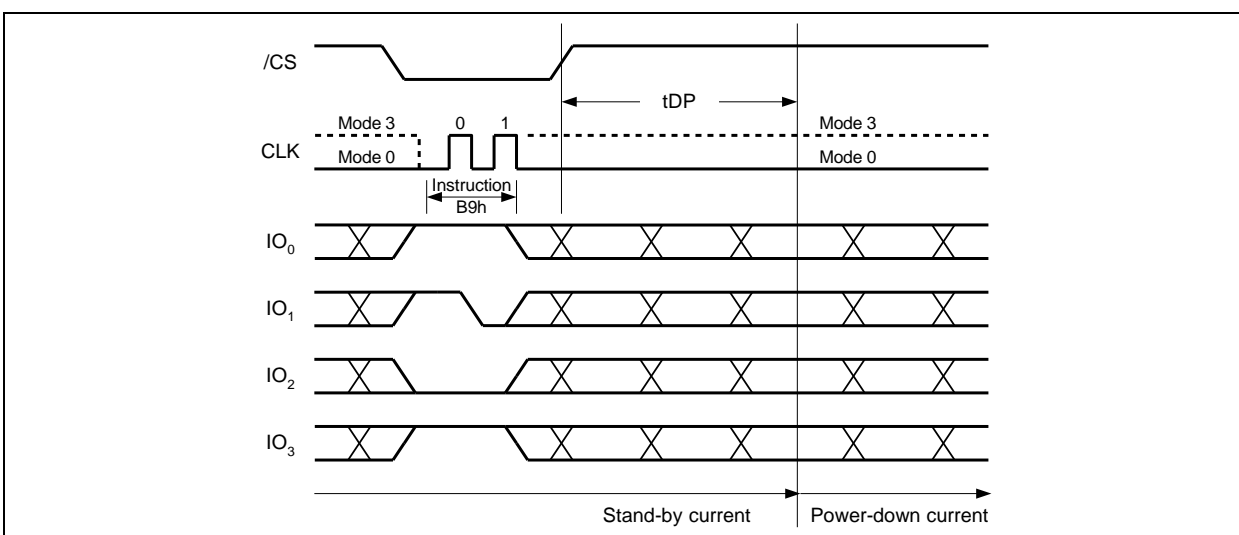 /CS
tDP
Mode 3 0 1 Mode 3
CLK
Mode 0 Mode 0
Instruction
B9h
IO0
IO1
IO2
IO3
Stand-by current Power-down current